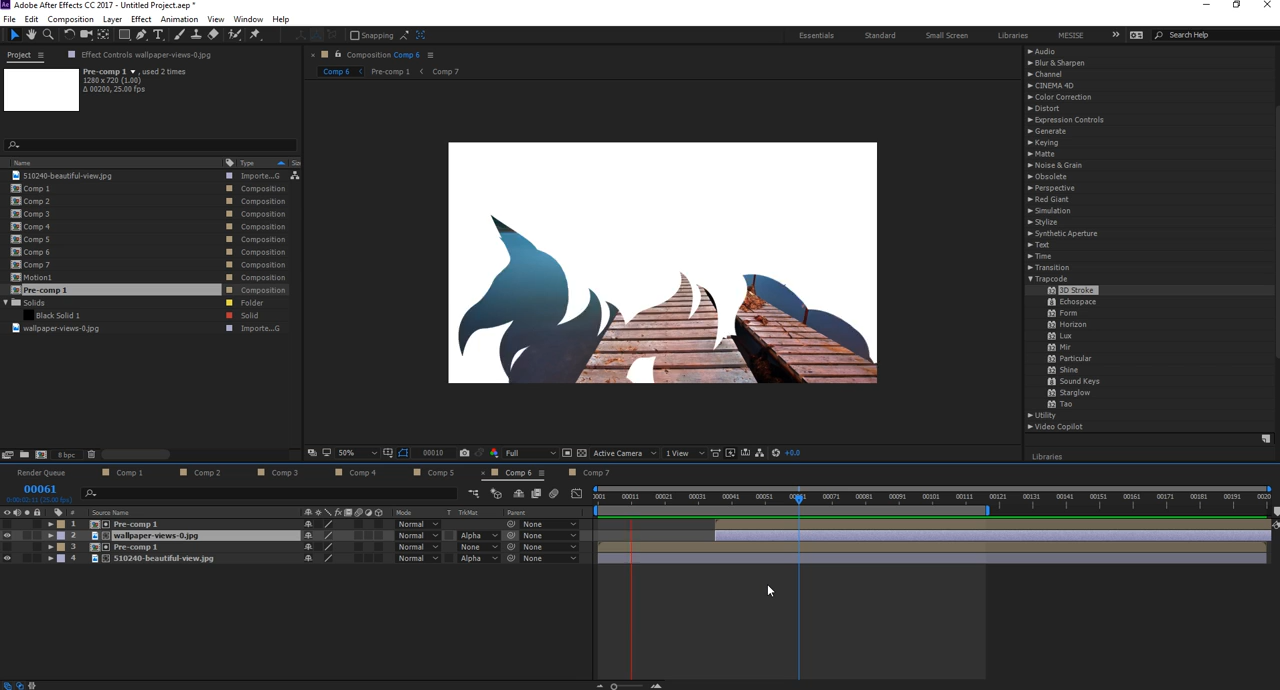 Adobe After Effects CC 2017 - Untitled Project.aep *
File Edit Composition Layer Effect Animation View Window Help
Snapping Essentials Standard Small Screen Libraries MESISE Search Help
Project Effect Controls wallpaper-views-0.jpg Composition Comp 6
Comp 6 Pre-comp 1 Comp 7
Pre-comp 1 , used 2 times
1280 x 720 (1.00)
Δ 00200, 25.00 fps
Name Type
510240-beautiful-view.jpg Importe...G
Comp 1 Composition
Comp 2 Composition
Comp 3 Composition
Comp 4 Composition
Comp 5 Composition
Comp 6 Composition
Comp 7 Composition
Motion1 Composition
Pre-comp 1 Composition
Solids Folder
Black Solid 1 Solid
wallpaper-views-0.jpg Importe...G
Audio
Blur & Sharpen
Channel
CINEMA 4D
Color Correction
Distort
Expression Controls
Generate
Keying
Matte
Noise & Grain
Obsolete
Perspective
Red Giant
Simulation
Stylize
Synthetic Aperture
Text
Time
Transition
Trapcode
3D Stroke
Echospace
Form
Horizon
Lux
Mir
Particular
Shine
Sound Keys
Starglow
Tao
Utility
Video Copilot
Libraries
8 bpc 50% 00010 Full Active Camera 1 View +0.0
Render Queue Comp 1 Comp 2 Comp 3 Comp 4 Comp 5 Comp 6 Comp 7
00061
0001 00011 00021 00031 00041 00051 00061 00071 00081 00091 00101 00111 00121 00131 00141 00151 00161 00171 00181 00191 0020
# Source Name Mode T TrkMat Parent
1 Pre-comp 1 Normal None
2 wallpaper-views-0.jpg Normal Alpha None
3 Pre-comp 1 Normal None None
4 510240-beautiful-view.jpg Normal Alpha None